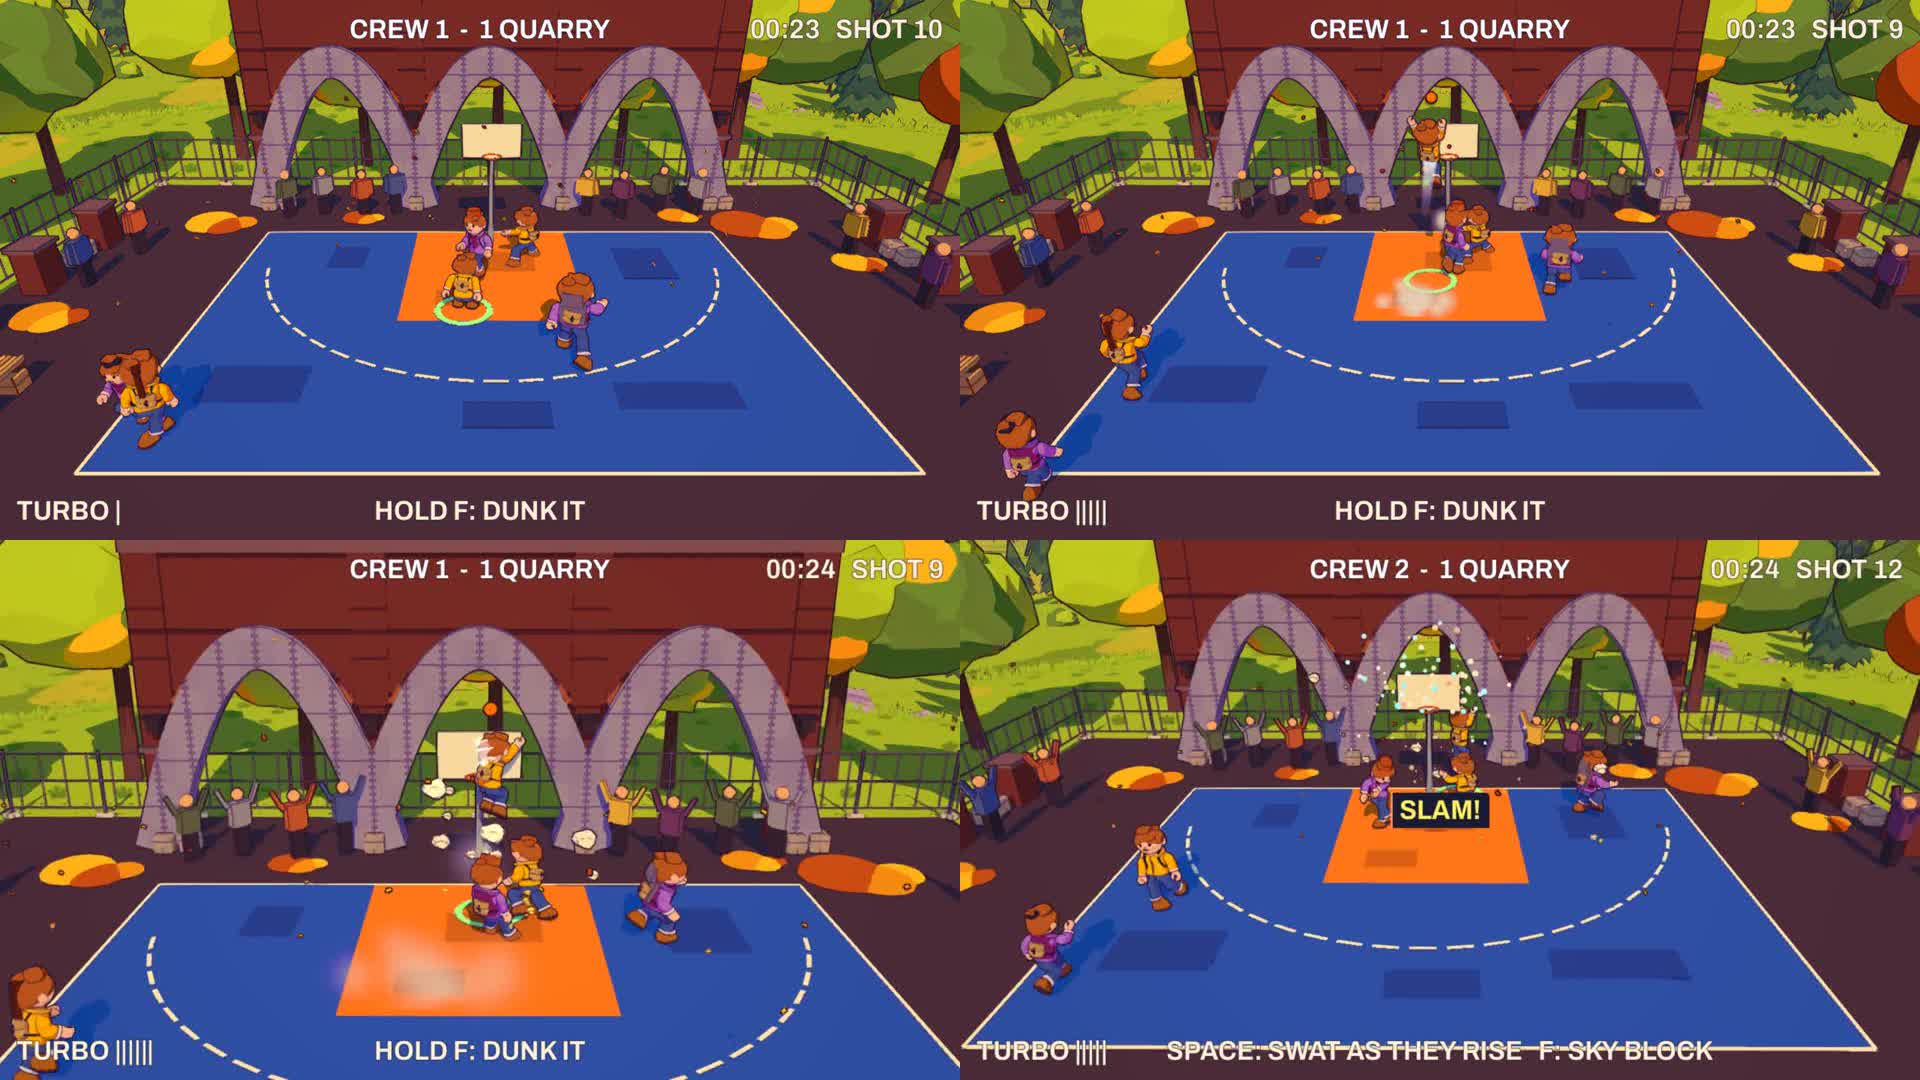 CREW 1 - 1 QUARRY
00:23 SHOT 10
TURBO |
HOLD F: DUNK IT
CREW 1 - 1 QUARRY
00:23 SHOT 9
TURBO |||||
HOLD F: DUNK IT
CREW 1 - 1 QUARRY
00:24 SHOT 9
TURBO ||||||
HOLD F: DUNK IT
CREW 2 - 1 QUARRY
00:24 SHOT 12
SLAM!
TURBO |||||
SPACE: SWAT AS THEY RISE F: SKY BLOCK